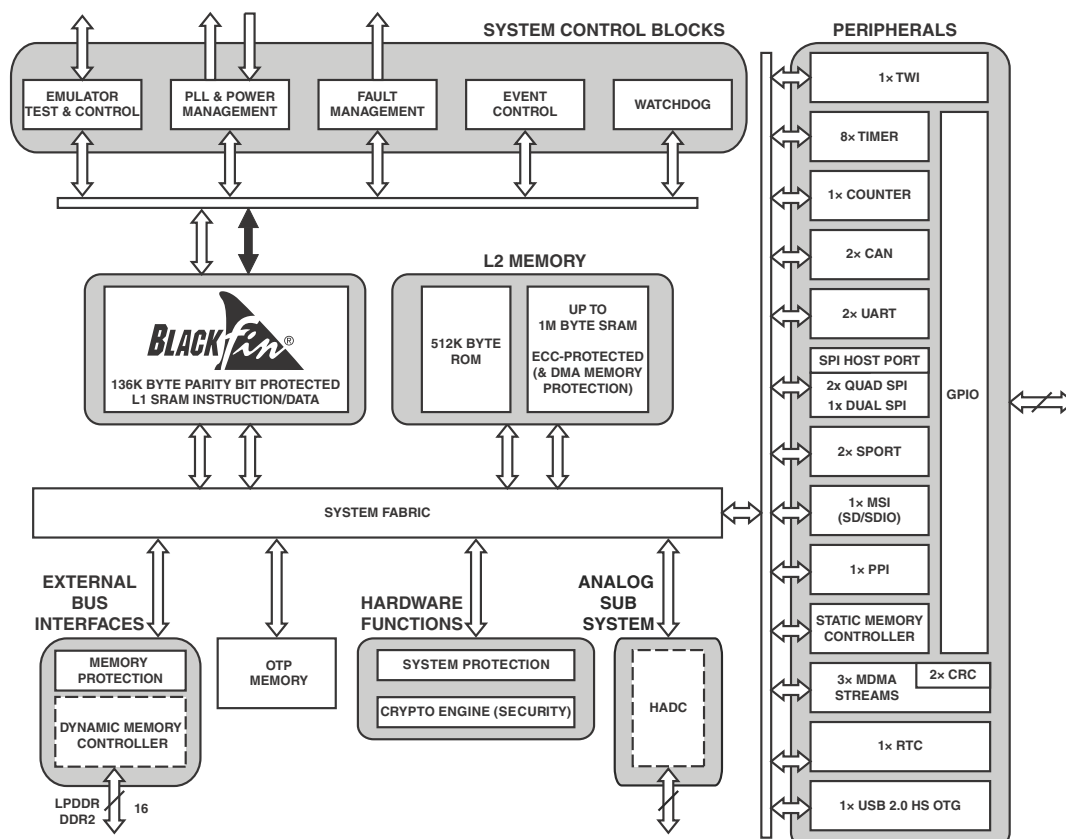 SYSTEM CONTROL BLOCKS
EMULATOR
TEST & CONTROL
PLL & POWER
MANAGEMENT
FAULT
MANAGEMENT
EVENT
CONTROL
WATCHDOG
BLACKfin®
136K BYTE PARITY BIT PROTECTED
L1 SRAM INSTRUCTION/DATA
L2 MEMORY
512K BYTE
ROM
UP TO
1M BYTE SRAM
ECC-PROTECTED
(& DMA MEMORY
PROTECTION)
SYSTEM FABRIC
EXTERNAL
BUS
INTERFACES
MEMORY
PROTECTION
DYNAMIC MEMORY
CONTROLLER
LPDDR
DDR2
16
OTP
MEMORY
HARDWARE
FUNCTIONS
SYSTEM PROTECTION
CRYPTO ENGINE (SECURITY)
ANALOG
SUB
SYSTEM
HADC
PERIPHERALS
1× TWI
8× TIMER
1× COUNTER
2× CAN
2× UART
SPI HOST PORT
2x QUAD SPI
1x DUAL SPI
2× SPORT
1× MSI
(SD/SDIO)
1× PPI
STATIC MEMORY
CONTROLLER
GPIO
3× MDMA
STREAMS
2× CRC
1× RTC
1× USB 2.0 HS OTG